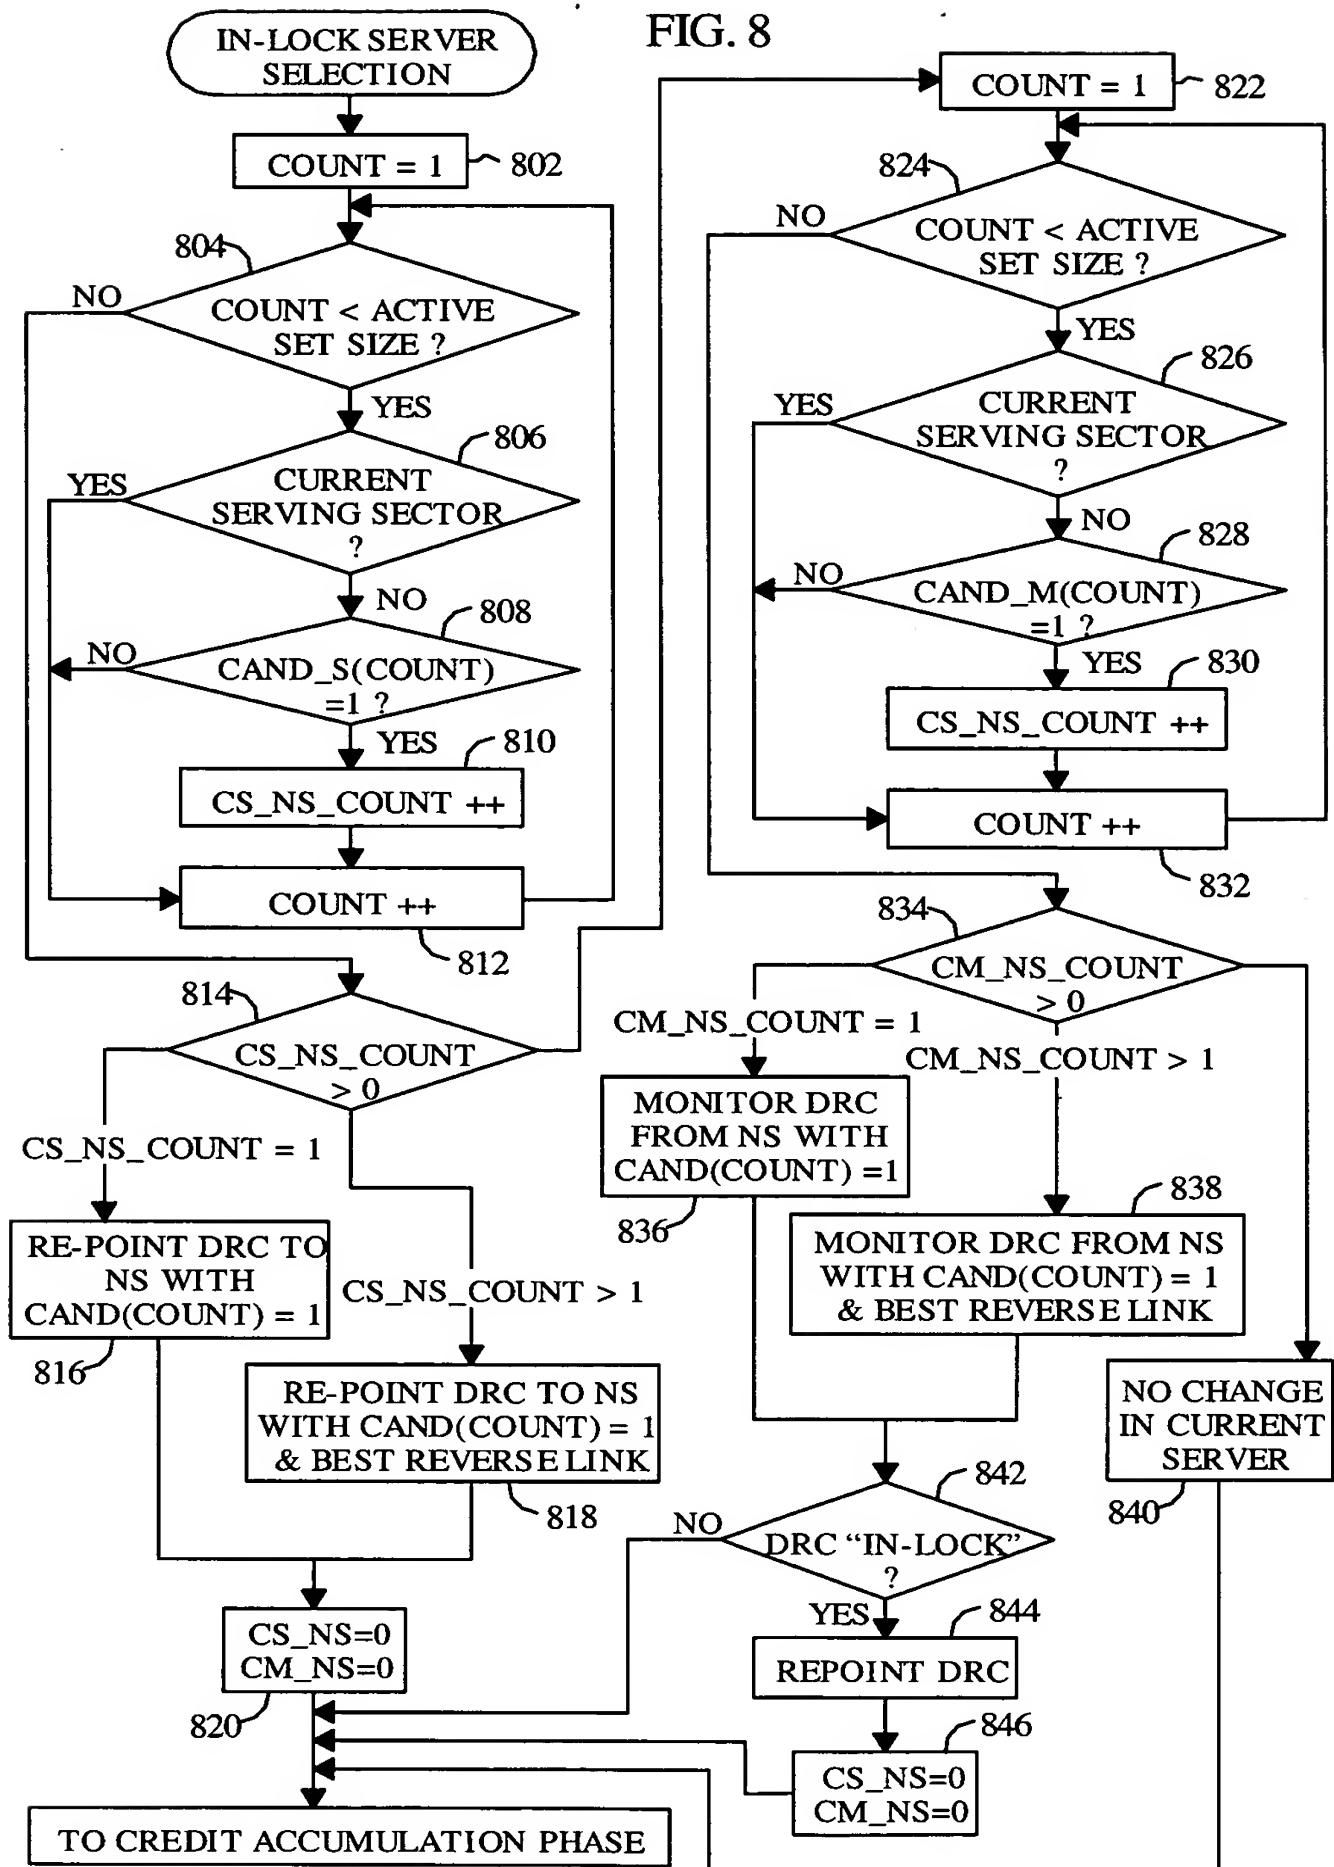 FIG. 8
IN-LOCK SERVER
SELECTION
COUNT = 1
802
804
NO
COUNT < ACTIVE
SET SIZE ?
YES
806
YES
CURRENT
SERVING SECTOR
?
NO
808
NO
CAND_S(COUNT)
=1 ?
YES
810
CS_NS_COUNT ++
COUNT ++
812
814
CS_NS_COUNT
> 0
CS_NS_COUNT = 1
RE-POINT DRC TO
NS WITH
CAND(COUNT) = 1
816
CS_NS_COUNT > 1
RE-POINT DRC TO NS
WITH CAND(COUNT) = 1
& BEST REVERSE LINK
818
CS_NS=0
CM_NS=0
820
TO CREDIT ACCUMULATION PHASE
COUNT = 1
822
824
NO
COUNT < ACTIVE
SET SIZE ?
YES
826
YES
CURRENT
SERVING SECTOR
?
NO
828
NO
CAND_M(COUNT)
=1 ?
YES
830
CS_NS_COUNT ++
COUNT ++
832
834
CM_NS_COUNT
> 0
CM_NS_COUNT = 1
CM_NS_COUNT > 1
MONITOR DRC
FROM NS WITH
CAND(COUNT) =1
836
838
MONITOR DRC FROM NS
WITH CAND(COUNT) = 1
& BEST REVERSE LINK
NO CHANGE
IN CURRENT
SERVER
840
842
NO
DRC “IN-LOCK”
?
YES
844
REPOINT DRC
846
CS_NS=0
CM_NS=0